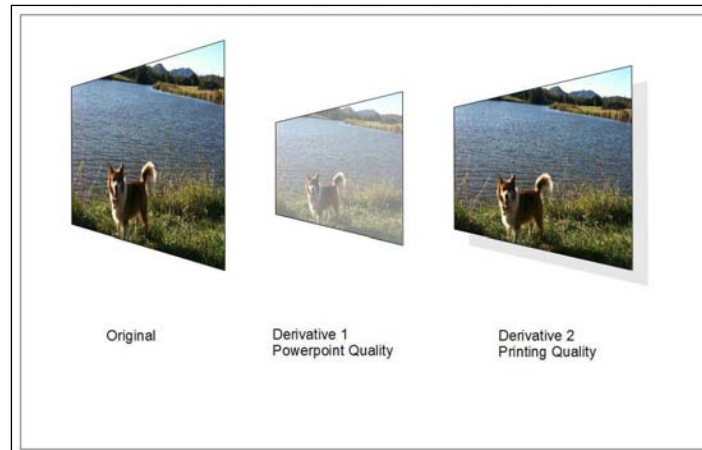 Original
Derivative 1
Powerpoint Quality
Derivative 2
Printing Quality